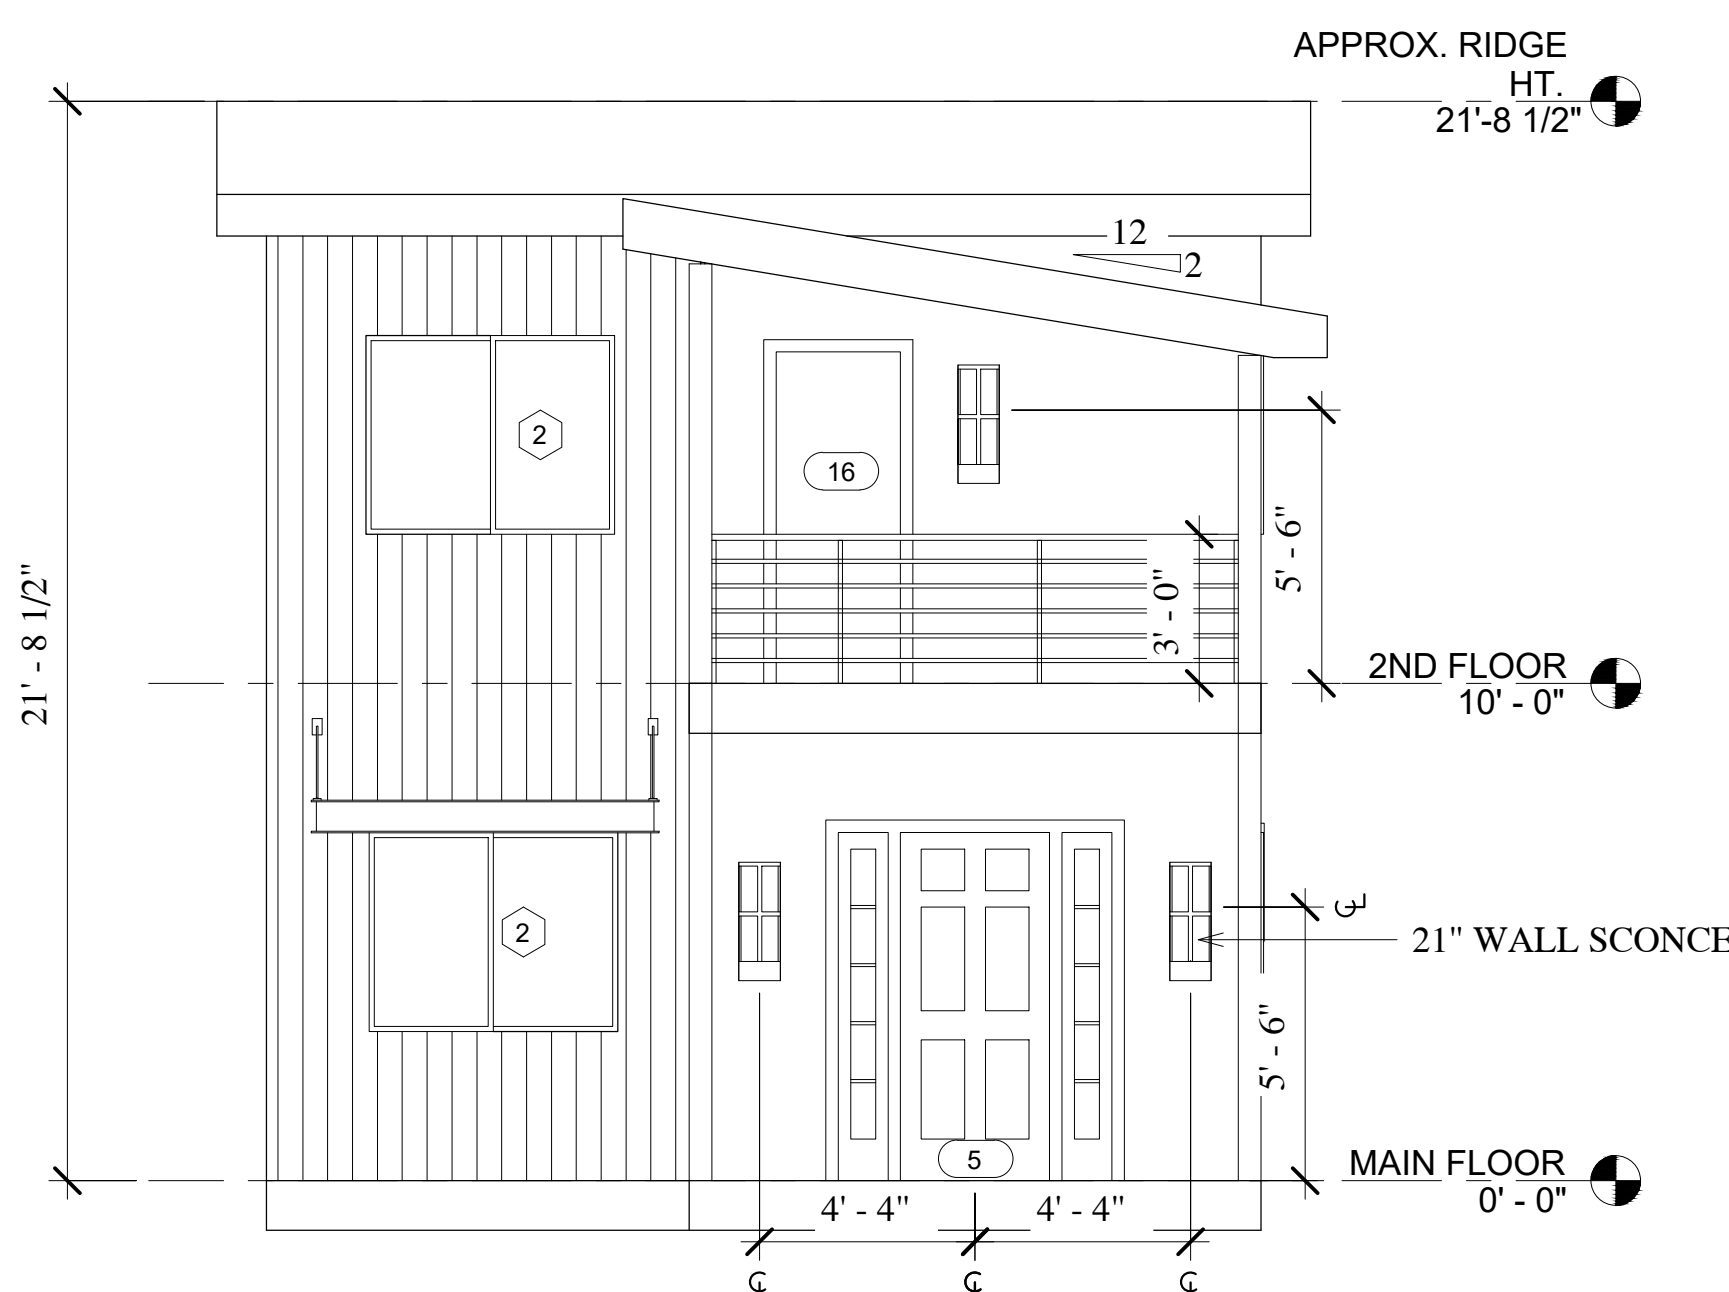 APPROX. RIDGE
HT.
21'-8 1/2"
12
2
2
16
5' - 6"
3' - 0"
21' - 8 1/2"
2ND FLOOR
10' - 0"
2
℄
21" WALL SCONCE
5' - 6"
5
MAIN FLOOR
0' - 0"
4' - 4"
4' - 4"
℄
℄
℄